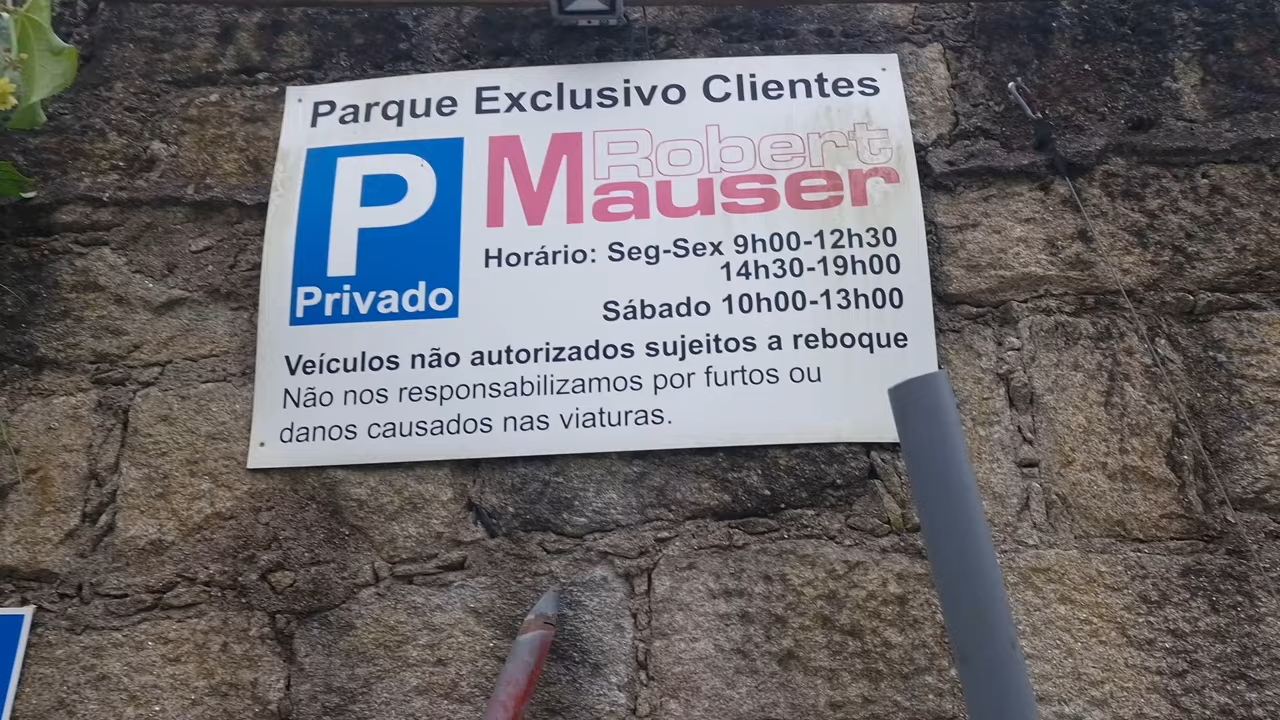 Parque Exclusivo Clientes
P
Privado
M Robert
Mauser
Horário: Seg-Sex 9h00-12h30
14h30-19h00
Sábado 10h00-13h00
Veículos não autorizados sujeitos a reboque
Não nos responsabilizamos por furtos ou
danos causados nas viaturas.